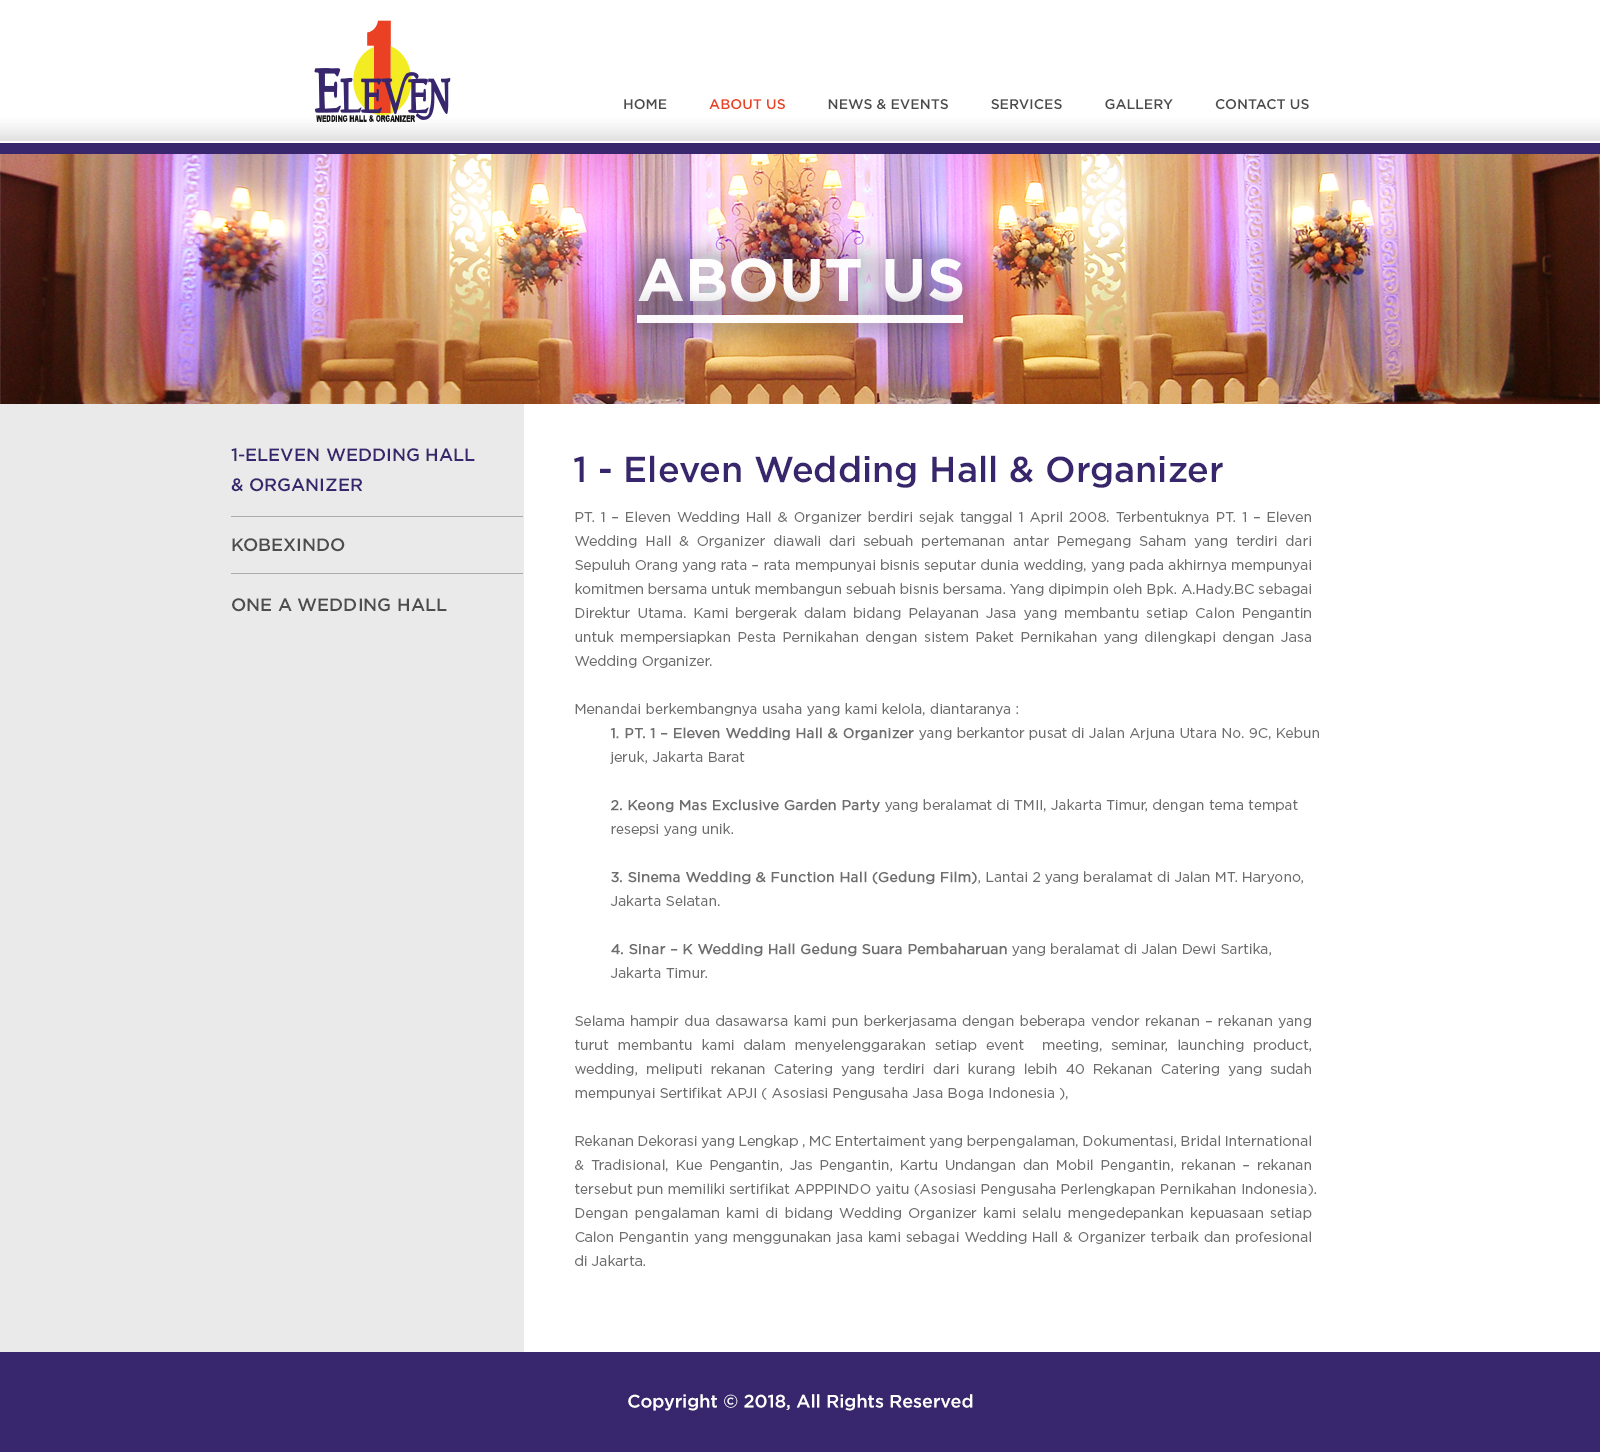 1
ELEVEN
WEDDING HALL & ORGANIZER
HOME ABOUT US NEWS & EVENTS SERVICES GALLERY CONTACT US
ABOUT US
1-ELEVEN WEDDING HALL
& ORGANIZER
KOBEXINDO
ONE A WEDDING HALL
1 - Eleven Wedding Hall & Organizer
PT. 1 – Eleven Wedding Hall & Organizer berdiri sejak tanggal 1 April 2008. Terbentuknya PT. 1 – Eleven
Wedding Hall & Organizer diawali dari sebuah pertemanan antar Pemegang Saham yang terdiri dari
Sepuluh Orang yang rata – rata mempunyai bisnis seputar dunia wedding, yang pada akhirnya mempunyai
komitmen bersama untuk membangun sebuah bisnis bersama. Yang dipimpin oleh Bpk. A.Hady.BC sebagai
Direktur Utama. Kami bergerak dalam bidang Pelayanan Jasa yang membantu setiap Calon Pengantin
untuk mempersiapkan Pesta Pernikahan dengan sistem Paket Pernikahan yang dilengkapi dengan Jasa
Wedding Organizer.
Menandai berkembangnya usaha yang kami kelola, diantaranya :
1. PT. 1 – Eleven Wedding Hall & Organizer yang berkantor pusat di Jalan Arjuna Utara No. 9C, Kebun
jeruk, Jakarta Barat
2. Keong Mas Exclusive Garden Party yang beralamat di TMII, Jakarta Timur, dengan tema tempat
resepsi yang unik.
3. Sinema Wedding & Function Hall (Gedung Film), Lantai 2 yang beralamat di Jalan MT. Haryono,
Jakarta Selatan.
4. Sinar – K Wedding Hall Gedung Suara Pembaharuan yang beralamat di Jalan Dewi Sartika,
Jakarta Timur.
Selama hampir dua dasawarsa kami pun berkerjasama dengan beberapa vendor rekanan – rekanan yang
turut membantu kami dalam menyelenggarakan setiap event meeting, seminar, launching product,
wedding, meliputi rekanan Catering yang terdiri dari kurang lebih 40 Rekanan Catering yang sudah
mempunyai Sertifikat APJI ( Asosiasi Pengusaha Jasa Boga Indonesia ),
Rekanan Dekorasi yang Lengkap , MC Entertaiment yang berpengalaman, Dokumentasi, Bridal International
& Tradisional, Kue Pengantin, Jas Pengantin, Kartu Undangan dan Mobil Pengantin, rekanan – rekanan
tersebut pun memiliki sertifikat APPPINDO yaitu (Asosiasi Pengusaha Perlengkapan Pernikahan Indonesia).
Dengan pengalaman kami di bidang Wedding Organizer kami selalu mengedepankan kepuasaan setiap
Calon Pengantin yang menggunakan jasa kami sebagai Wedding Hall & Organizer terbaik dan profesional
di Jakarta.
Copyright © 2018, All Rights Reserved